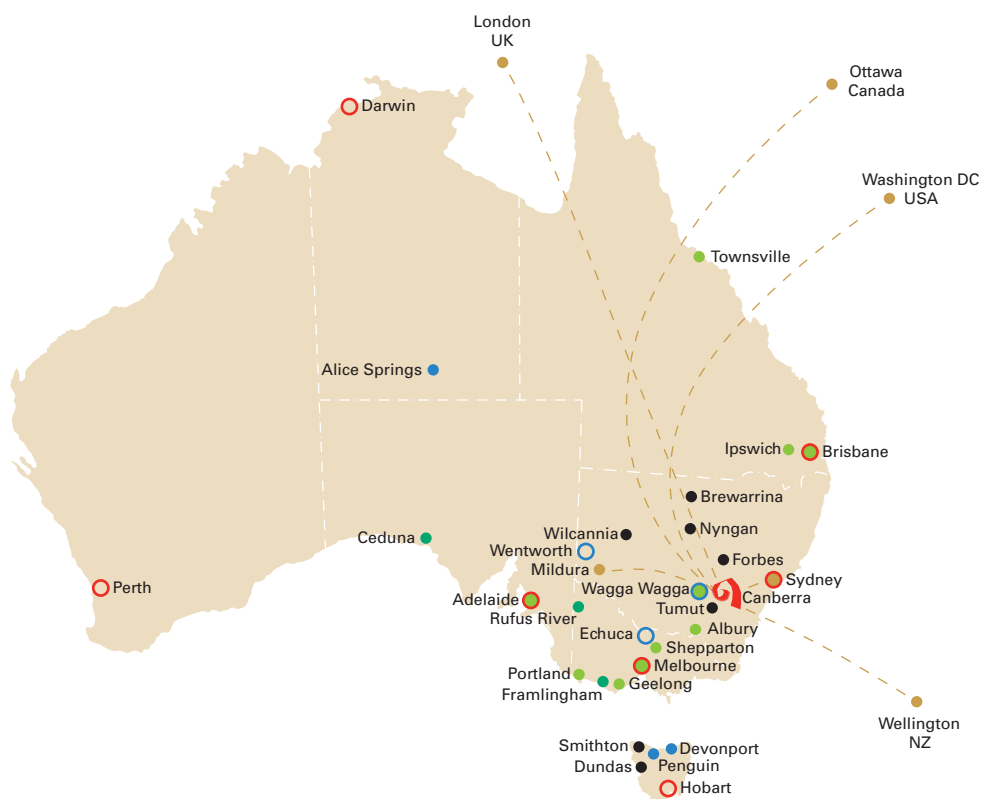 London
UK
Ottawa
Canada
Darwin
Washington DC
USA
Townsville
Alice Springs
Ipswich
Brisbane
Brewarrina
Nyngan
Wilcannia
Ceduna
Wentworth
Forbes
Mildura
Sydney
Perth
Wagga Wagga
Canberra
Adelaide
Tumut
Rufus River
Albury
Echuca
Shepparton
Melbourne
Portland
Geelong
Framlingham
Wellington
NZ
Smithton
Devonport
Dundas
Penguin
Hobart